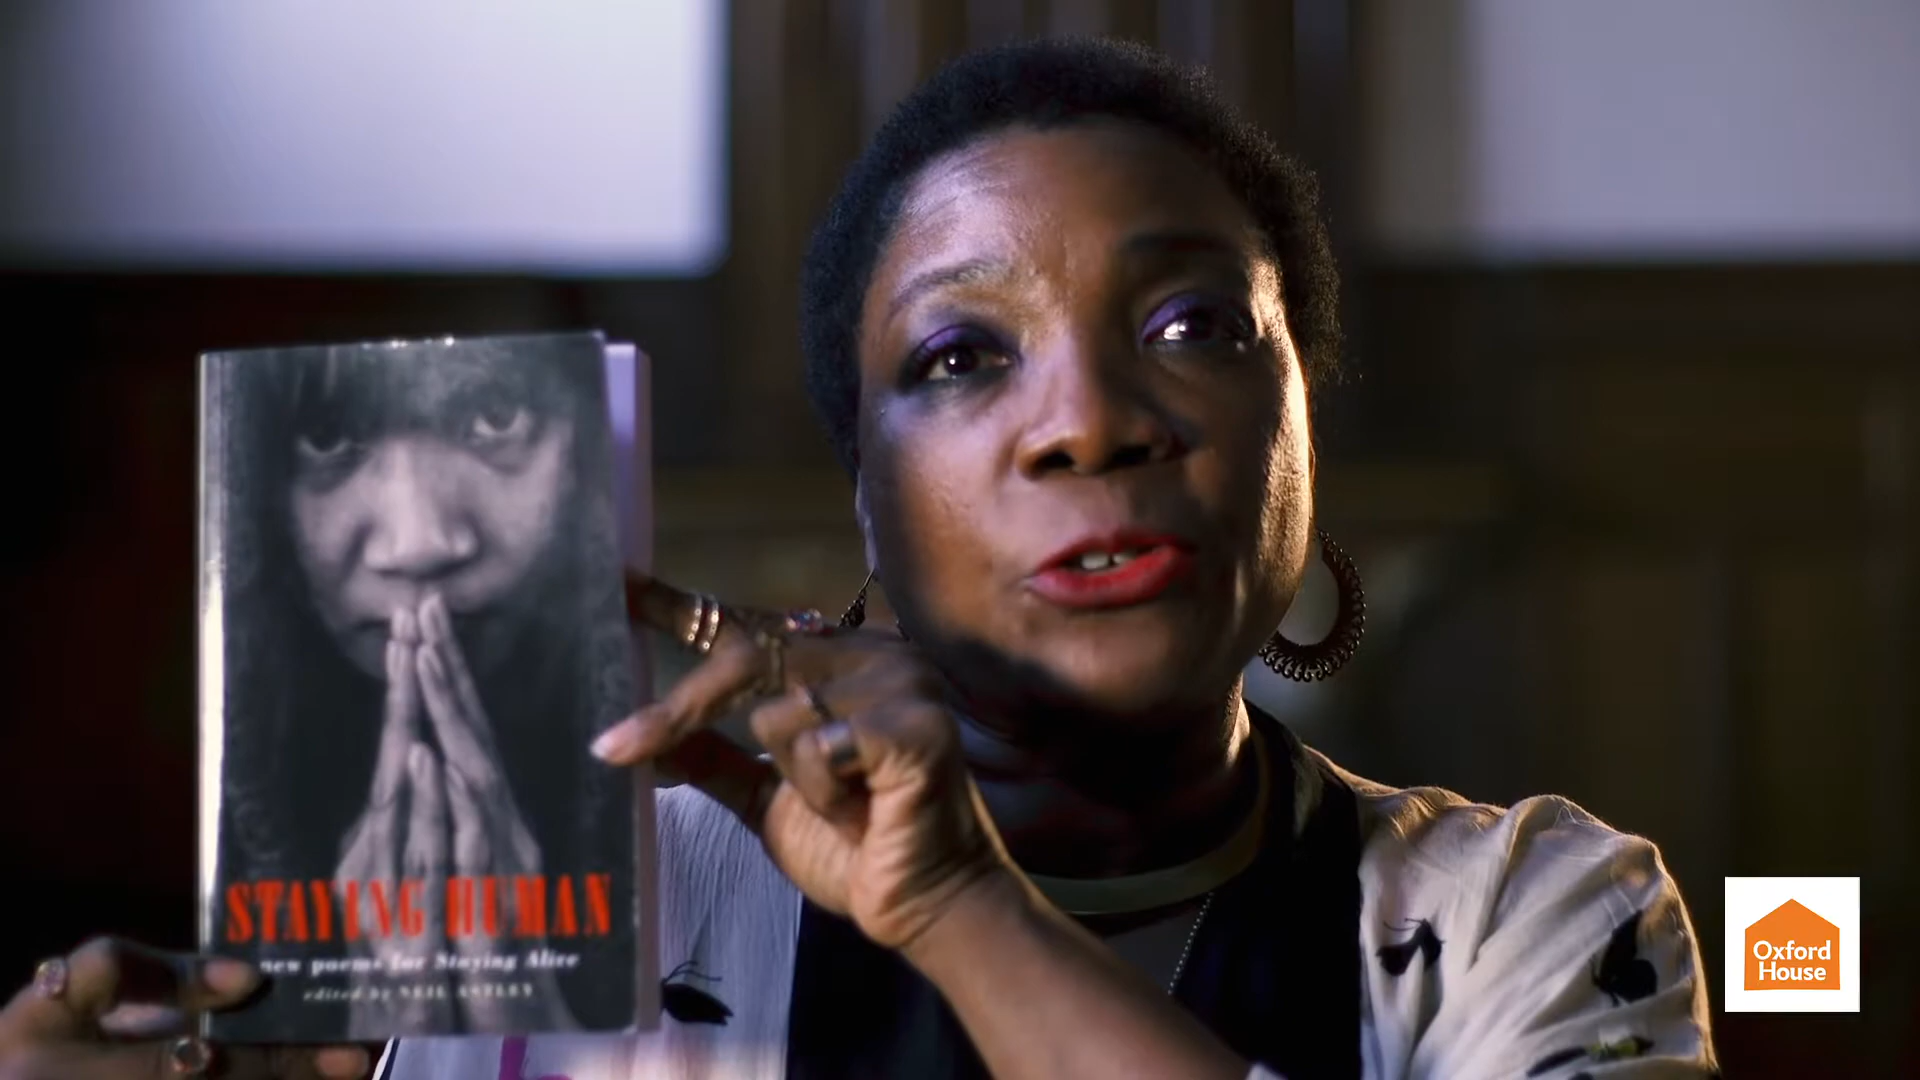 STAYING HUMAN
new poems for Staying Alive
edited by NEIL ASTLEY
Oxford
House